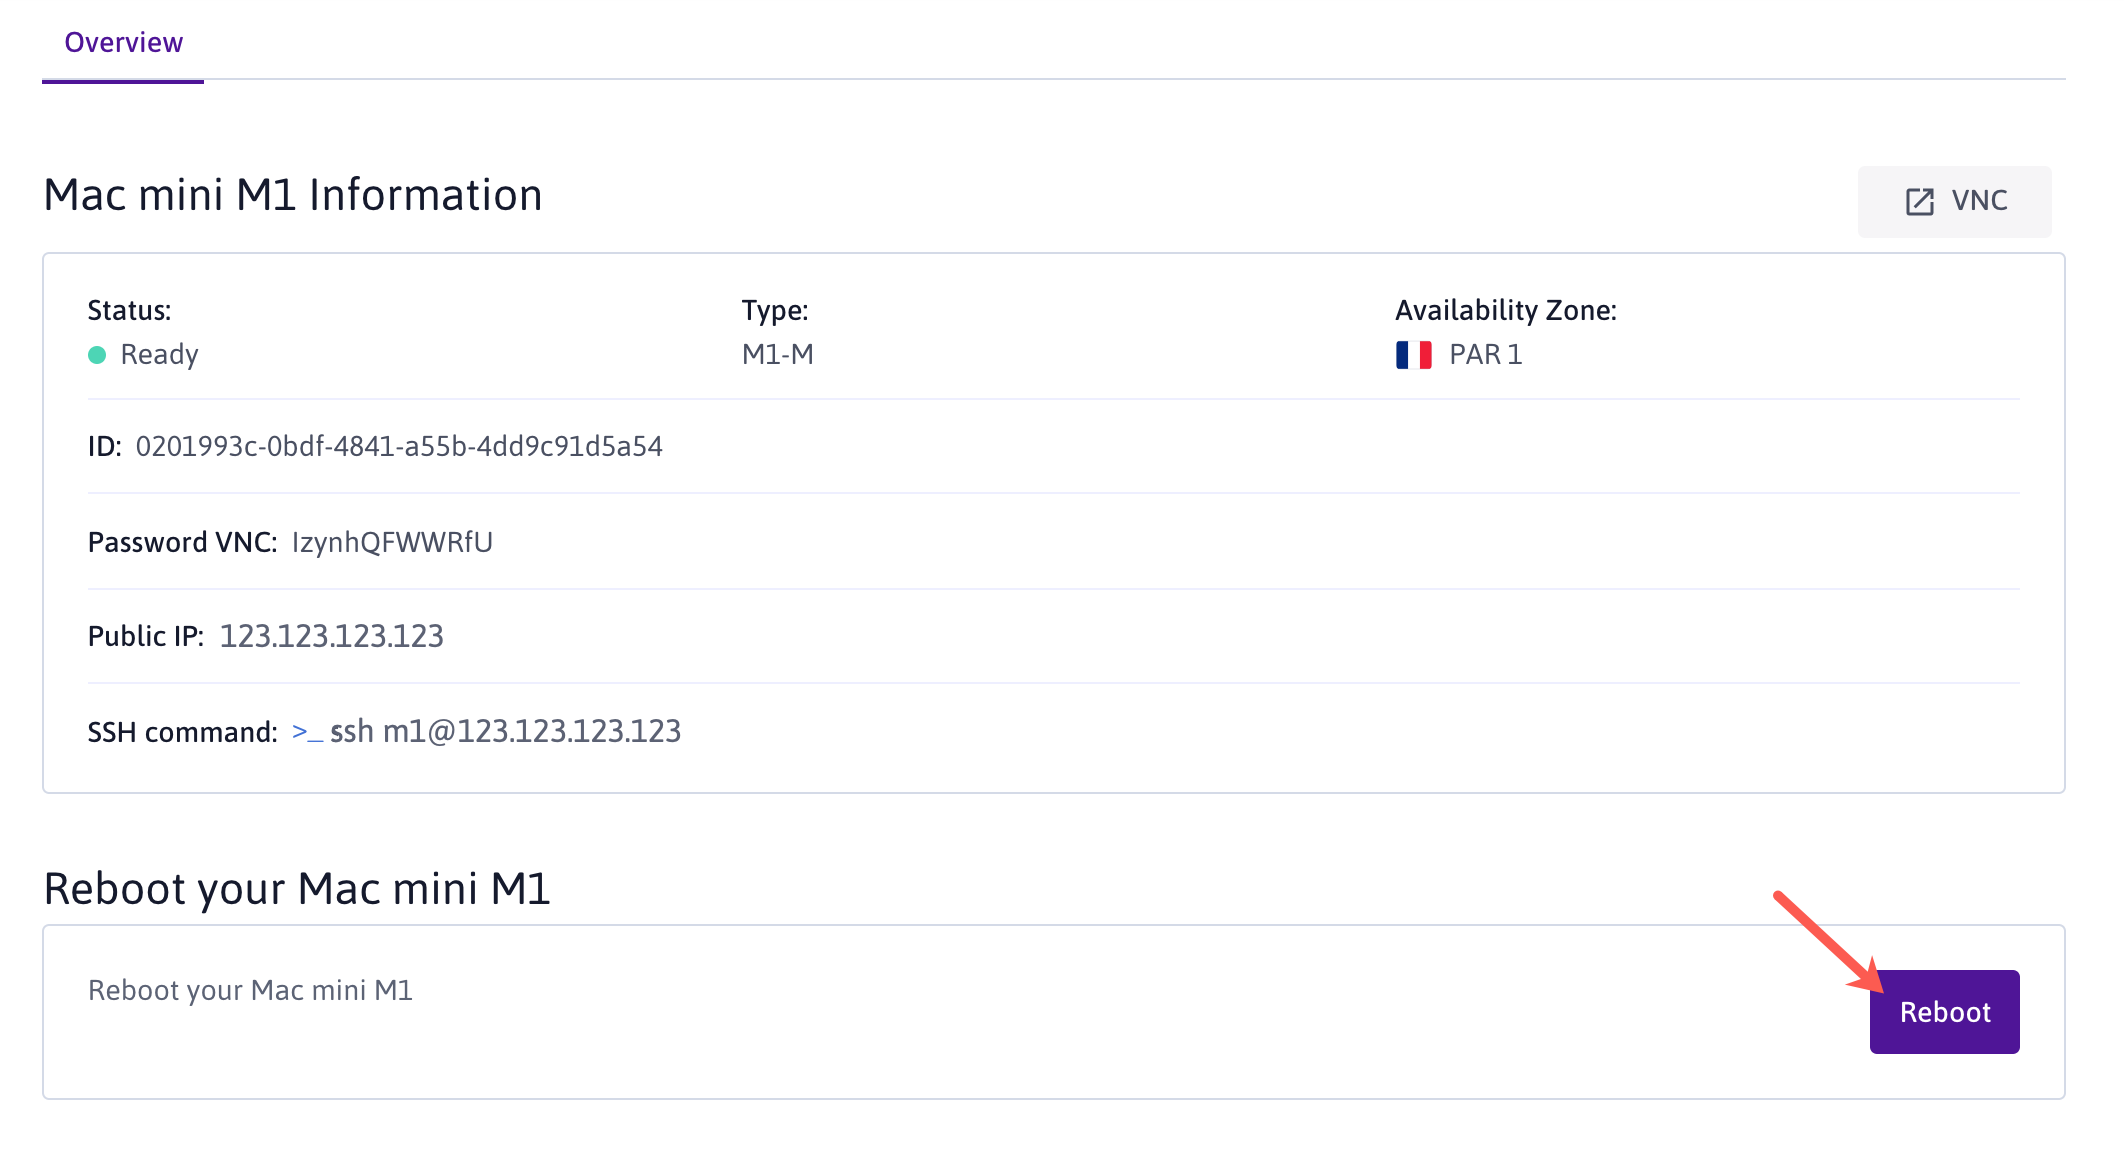 Overview
Mac mini M1 Information
VNC
Status:
Type:
Availability Zone:
Ready
M1-M
PAR 1
ID: 0201993c-0bdf-4841-a55b-4dd9c91d5a54
Password VNC: IzynhQFWWRfU
Public IP: 123.123.123.123
SSH command: >_ ssh m1@123.123.123.123
Reboot your Mac mini M1
Reboot your Mac mini M1
Reboot